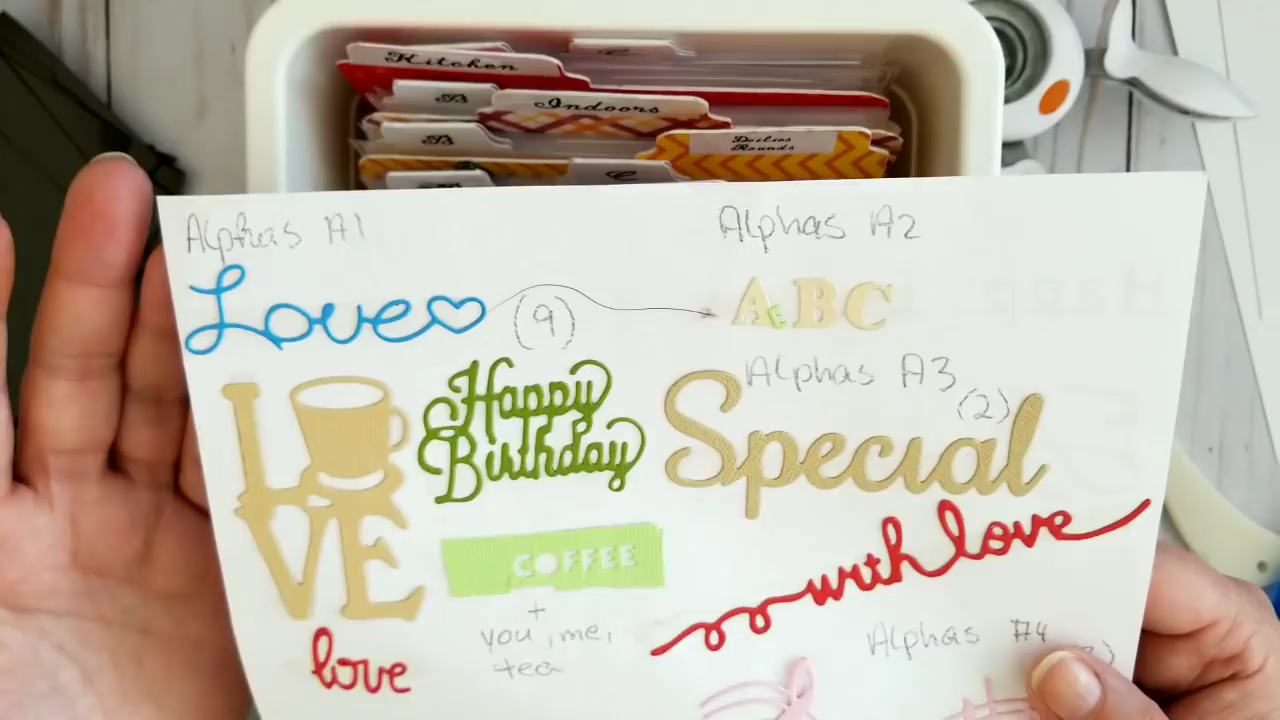 Kitchen
Indoors
Doilies
Rounds
C
Alphas A1
Alphas A2
Love
(9)
ABC
E
Alphas A3
(2)
LOVE
Happy
Birthday
Special
COFFEE
with love
+
you, me,
tea
love
Alphas A4